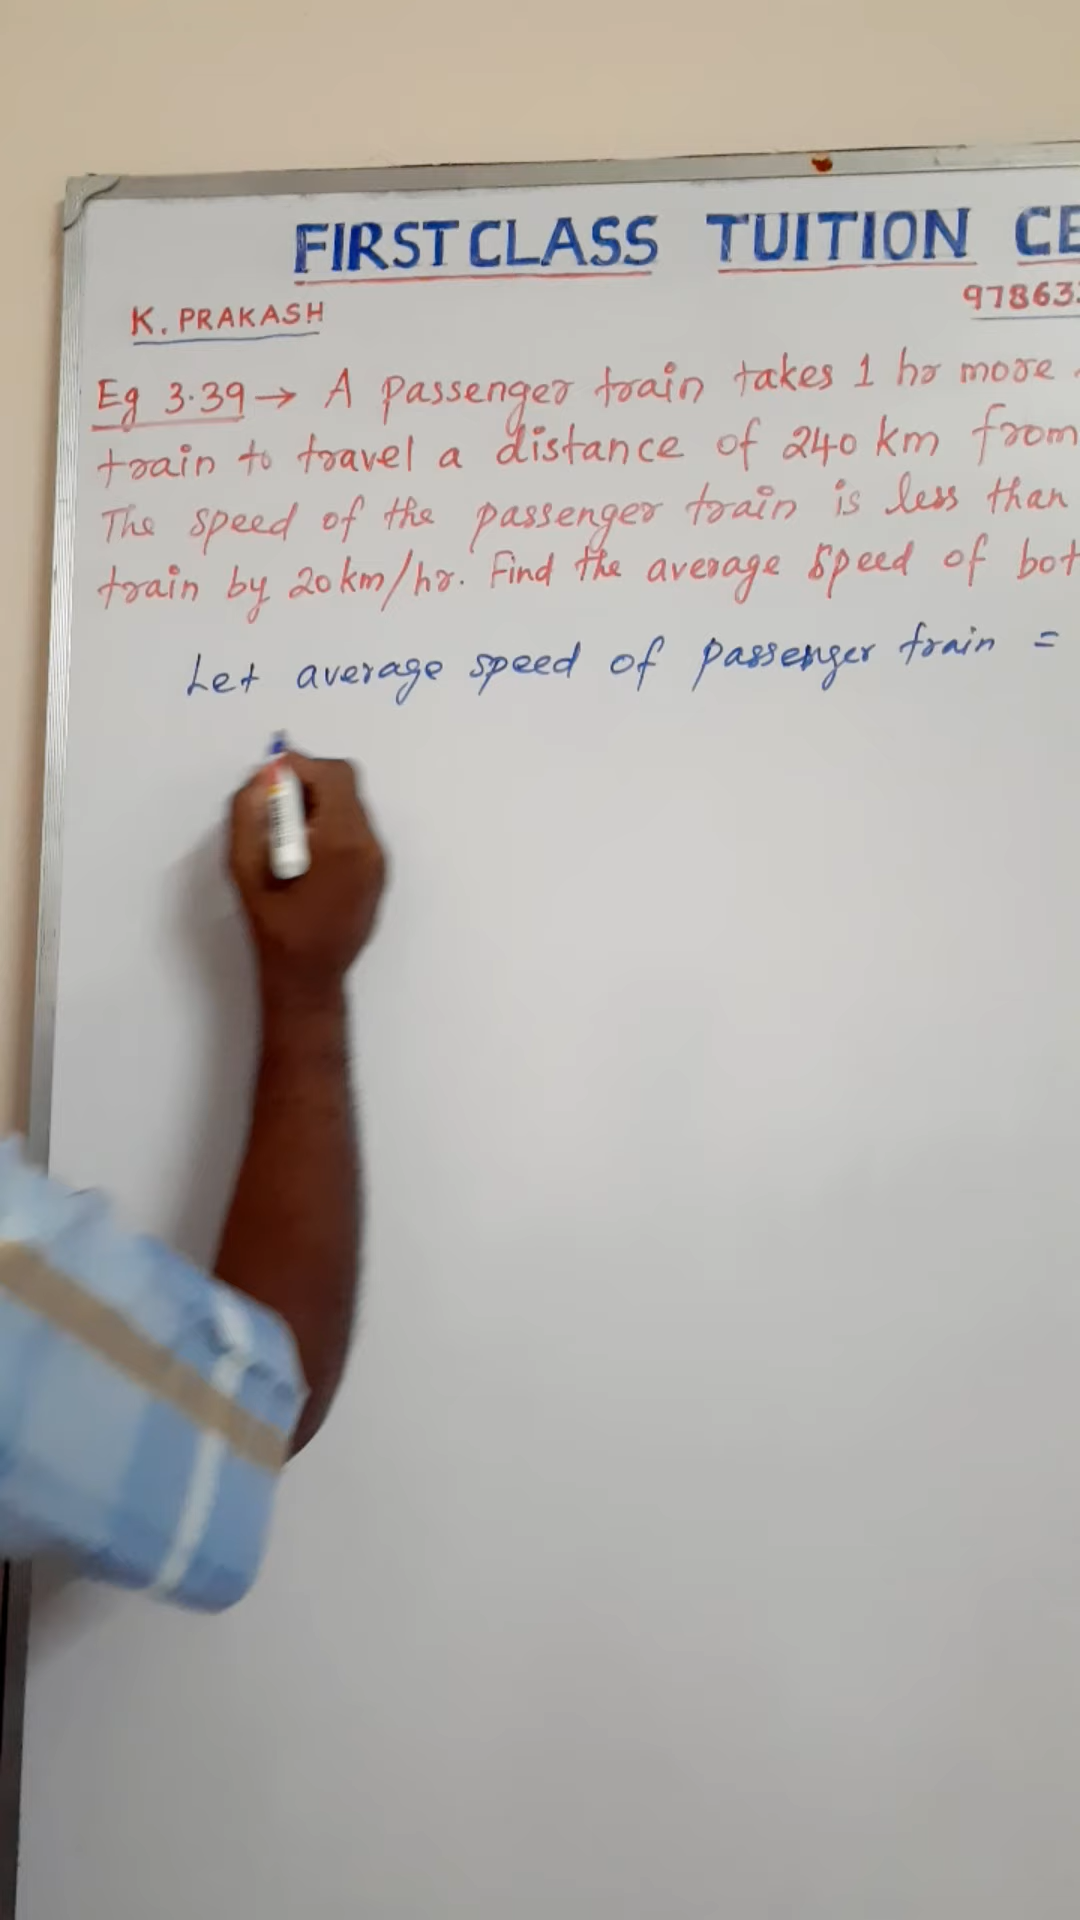 FIRST CLASS TUITION CE
K. PRAKASH
97863
Eg 3.39 → A passenger train takes 1 hr more
train to travel a distance of 240 km from
The speed of the passenger train is less than
train by 20 km/hr. Find the average speed of bot
Let average speed of passenger train =